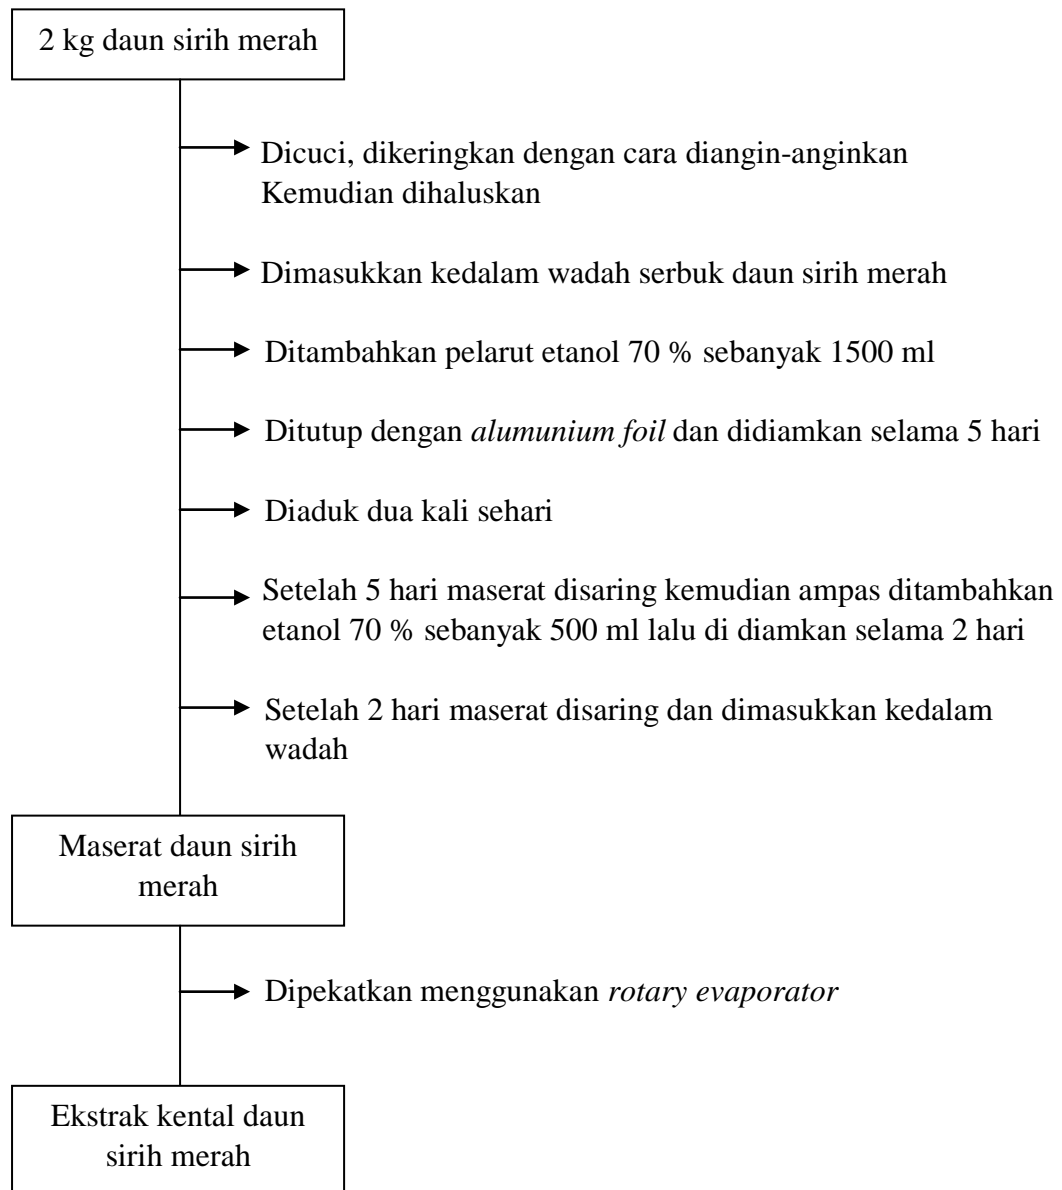 2 kg daun sirih merah
Dicuci, dikeringkan dengan cara diangin-anginkan
Kemudian dihaluskan
Dimasukkan kedalam wadah serbuk daun sirih merah
Ditambahkan pelarut etanol 70 % sebanyak 1500 ml
Ditutup dengan alumunium foil dan didiamkan selama 5 hari
Diaduk dua kali sehari
Setelah 5 hari maserat disaring kemudian ampas ditambahkan
etanol 70 % sebanyak 500 ml lalu di diamkan selama 2 hari
Setelah 2 hari maserat disaring dan dimasukkan kedalam
wadah
Maserat daun sirih
merah
Dipekatkan menggunakan rotary evaporator
Ekstrak kental daun
sirih merah